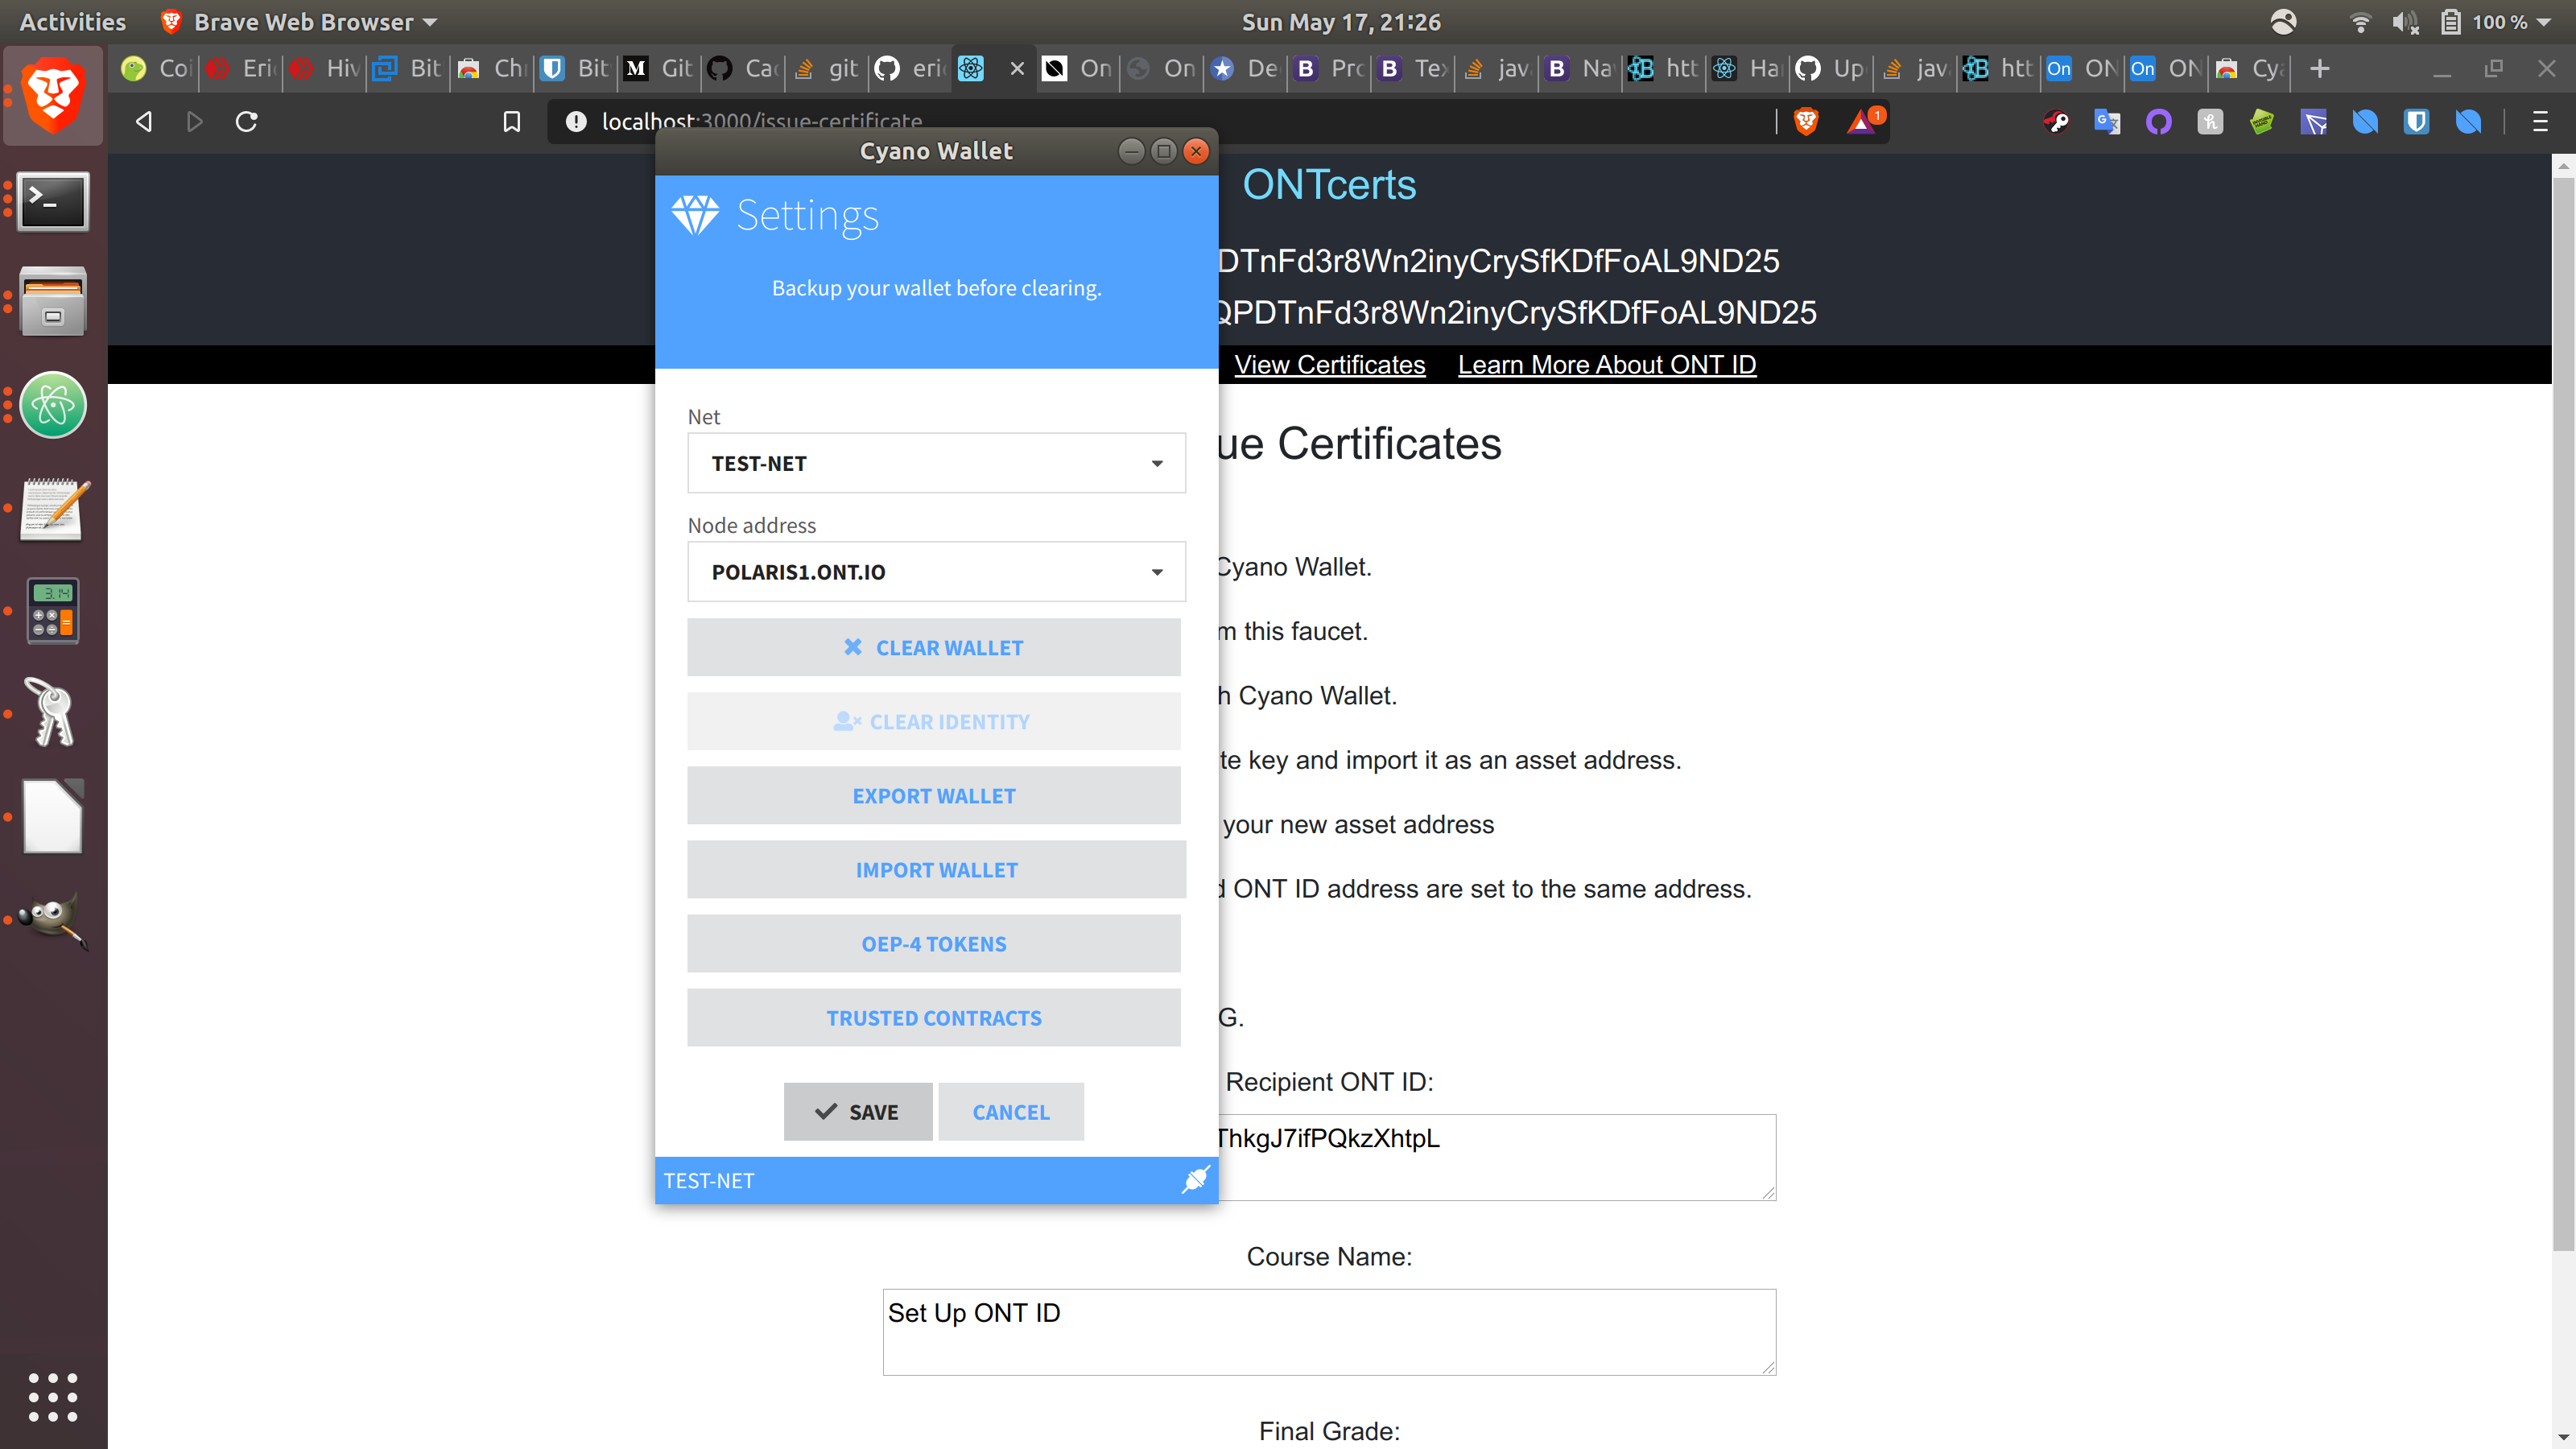 Activities Brave Web Browser Sun May 17, 21:26 100 %
Coi Eri Hiv Bit Chr Bit Git Cac git eric On On De Pro Tex jav Na htt Ha Up jav htt ON ON Cya
localhost:3000/issue-certificate 1
Cyano Wallet
Settings
Backup your wallet before clearing.
Net
TEST-NET
Node address
POLARIS1.ONT.IO
CLEAR WALLET
CLEAR IDENTITY
EXPORT WALLET
IMPORT WALLET
OEP-4 TOKENS
TRUSTED CONTRACTS
SAVE CANCEL
TEST-NET
ONTcerts
DTnFd3r8Wn2inyCrySfKDfFoAL9ND25
QPDTnFd3r8Wn2inyCrySfKDfFoAL9ND25
View Certificates Learn More About ONT ID
ue Certificates
Cyano Wallet.
m this faucet.
h Cyano Wallet.
te key and import it as an asset address.
your new asset address
d ONT ID address are set to the same address.
G.
Recipient ONT ID:
ThkgJ7ifPQkzXhtpL
Course Name:
Set Up ONT ID
Final Grade: